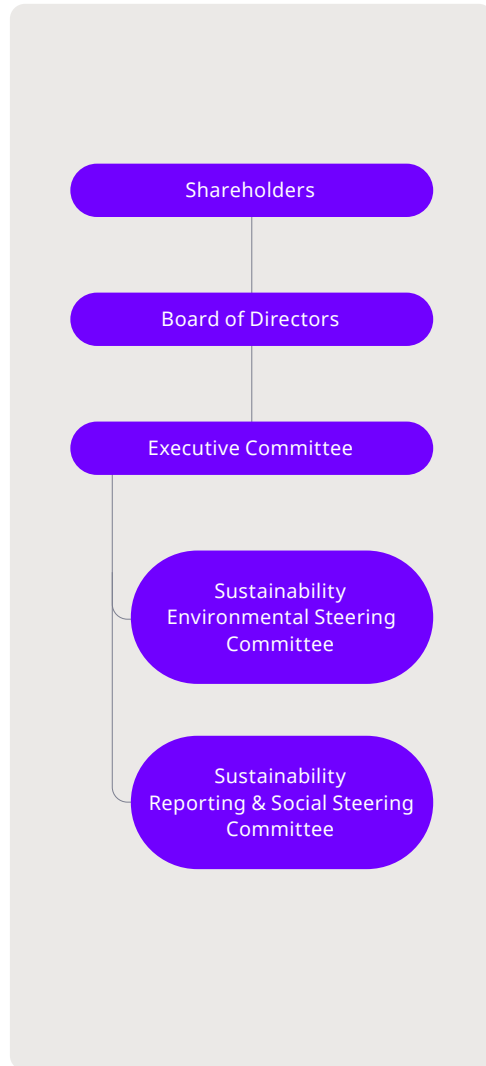 Shareholders
Board of Directors
Executive Committee
Sustainability
Environmental Steering
Committee
Sustainability
Reporting & Social Steering
Committee